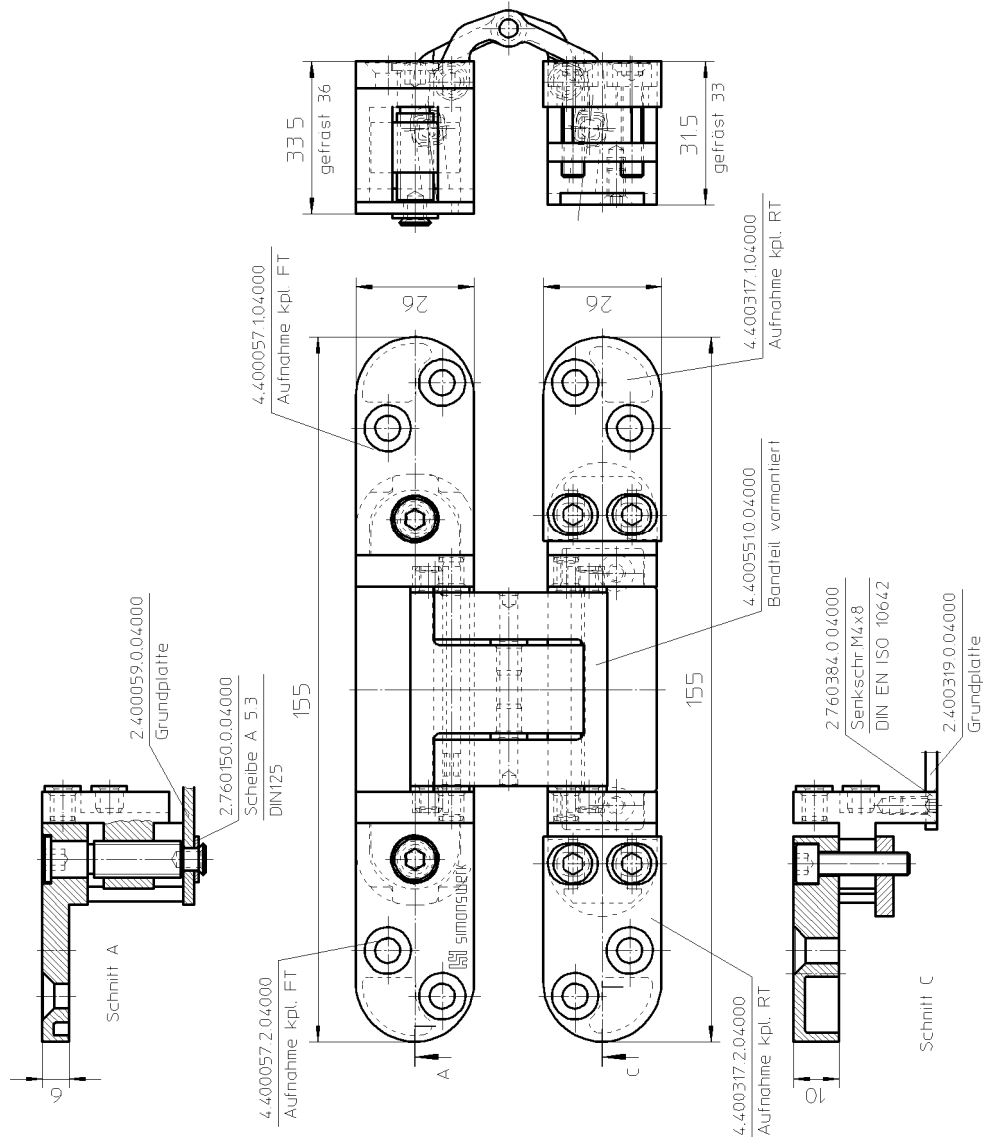 33.5
gefräst 36
31.5
gefräst 33
4.400057.1.04000
Aufnahme kpl. FT
26
26
4.400317.1.04000
Aufnahme kpl. RT
2.400059.0.04000
Grundplatte
2.760150.0.04000
Scheibe A 5.3
DIN125
155
155
4.400551.0.04000
Bandteil vormontiert
2.760384.0.04000
Senkschr.M4x8
DIN EN ISO 10642
2.400319.0.04000
Grundplatte
simonswerk
6
Schnitt A
4.400057.2.04000
Aufnahme kpl. FT
A
C
4.400317.2.04000
Aufnahme kpl. RT
10
Schnitt C